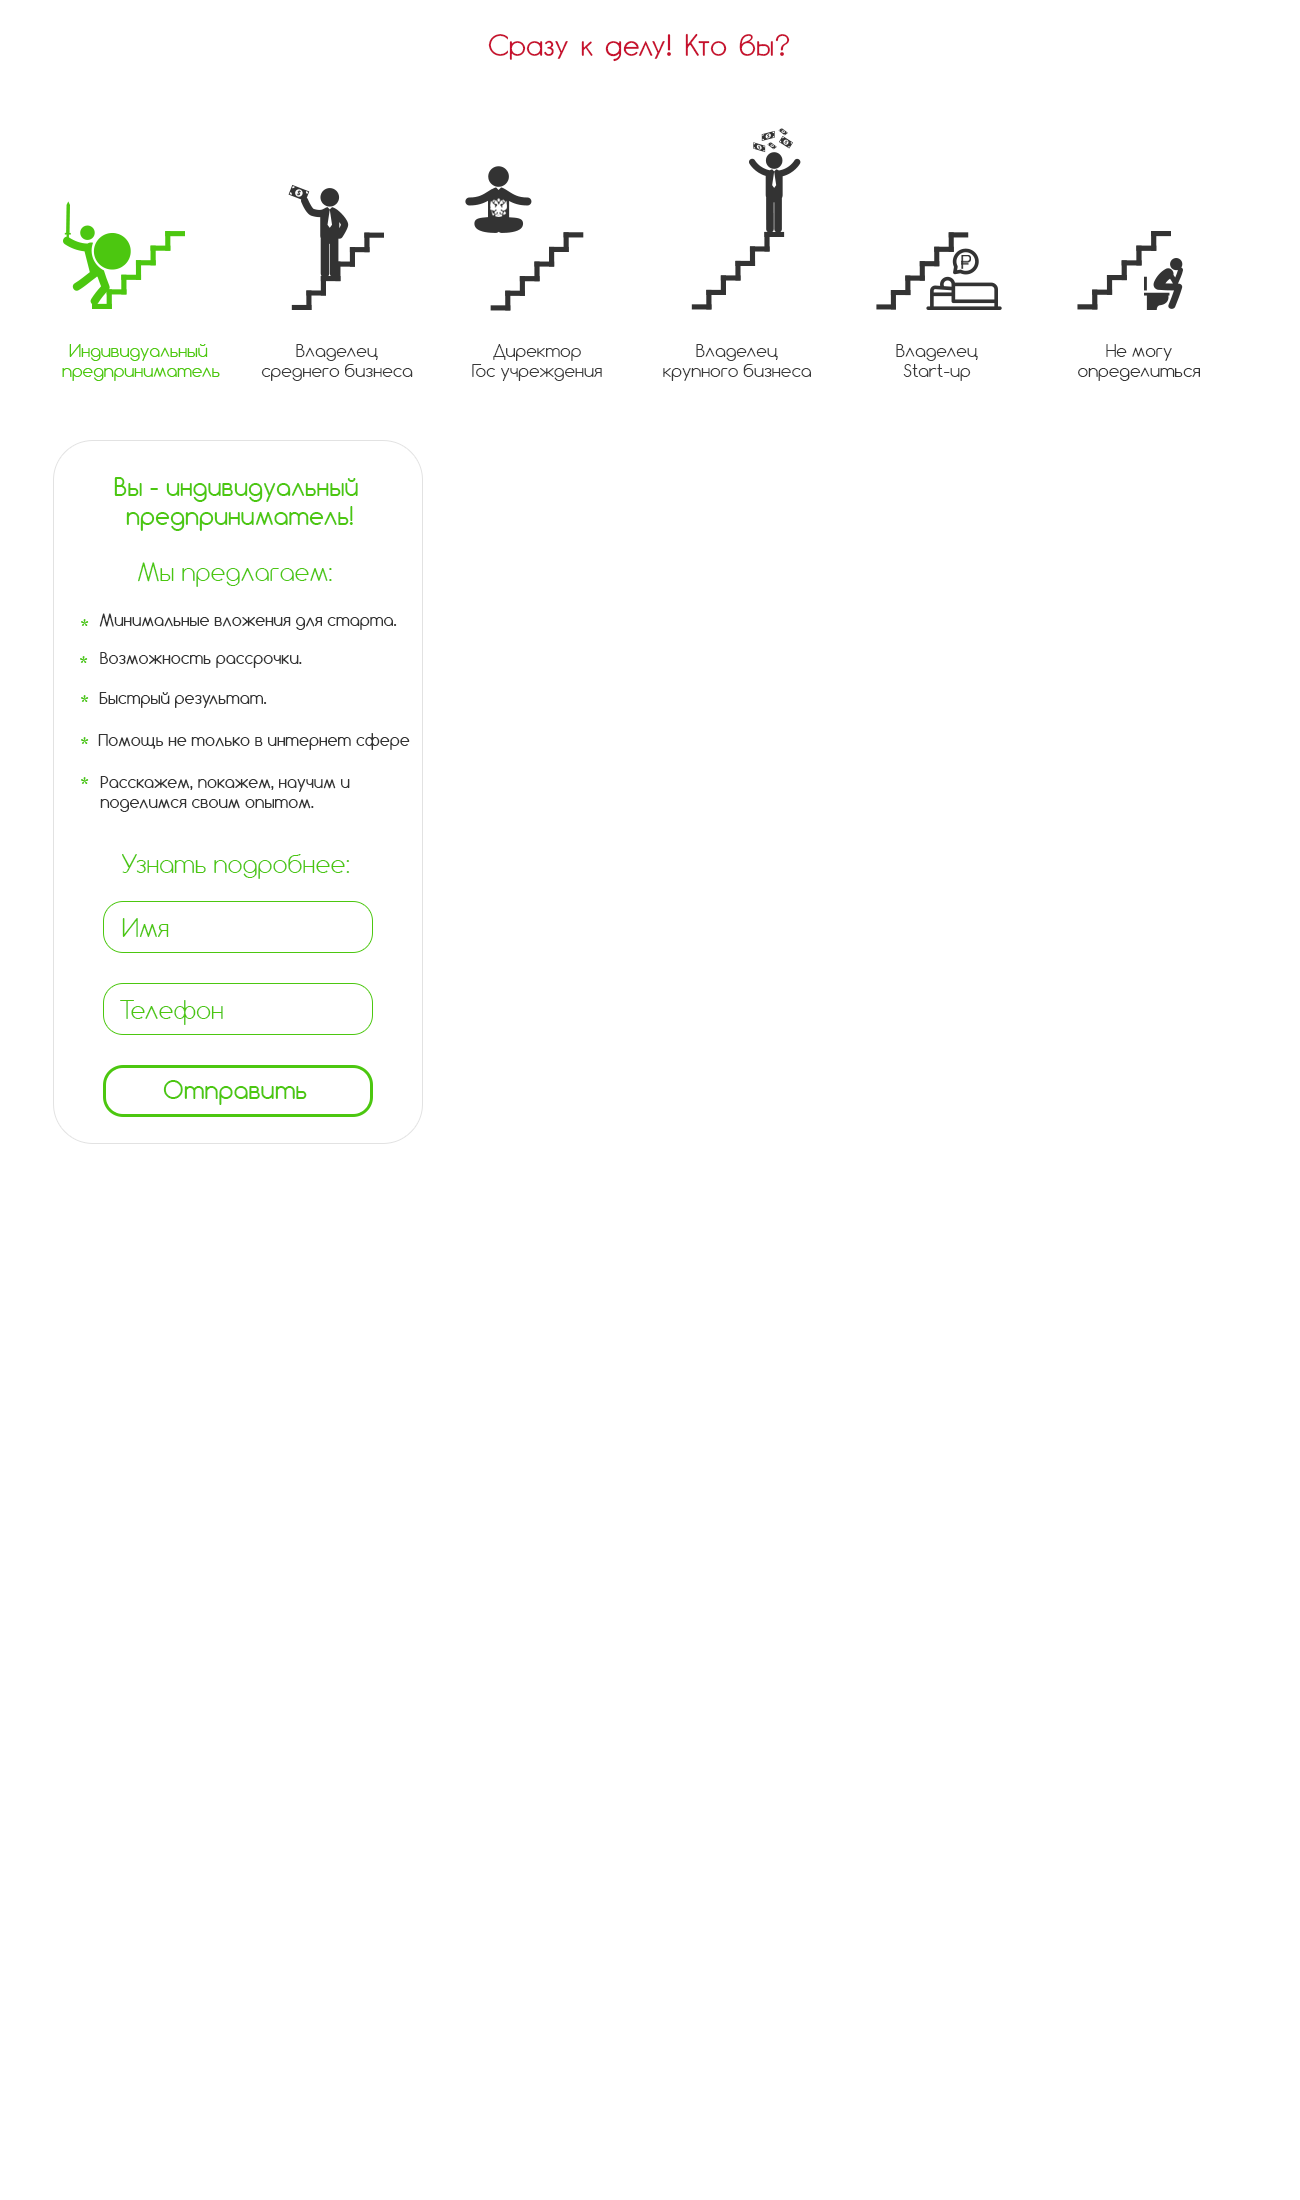 Сразу к делу! Кто вы?
Индивидуальный
предприниматель
Владелец
среднего бизнеса
Директор
Гос учреждения
Владелец
крупного бизнеса
Владелец
Start-up
Не могу
определиться
Вы - индивидуальный
предприниматель!
Мы предлагаем:
* Минимальные вложения для старта.
* Возможность рассрочки.
* Быстрый результат.
* Помощь не только в интернет сфере
* Расскажем, покажем, научим и
поделимся своим опытом.
Узнать подробнее:
Имя
Телефон
Отправить